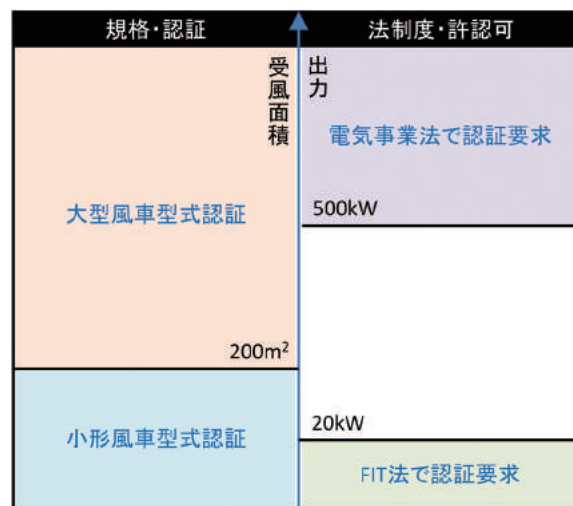 規格・認証
法制度・許認可
受風面積
出力
電気事業法で認証要求
大型風車型式認証
500kW
200m²
小形風車型式認証
20kW
FIT法で認証要求